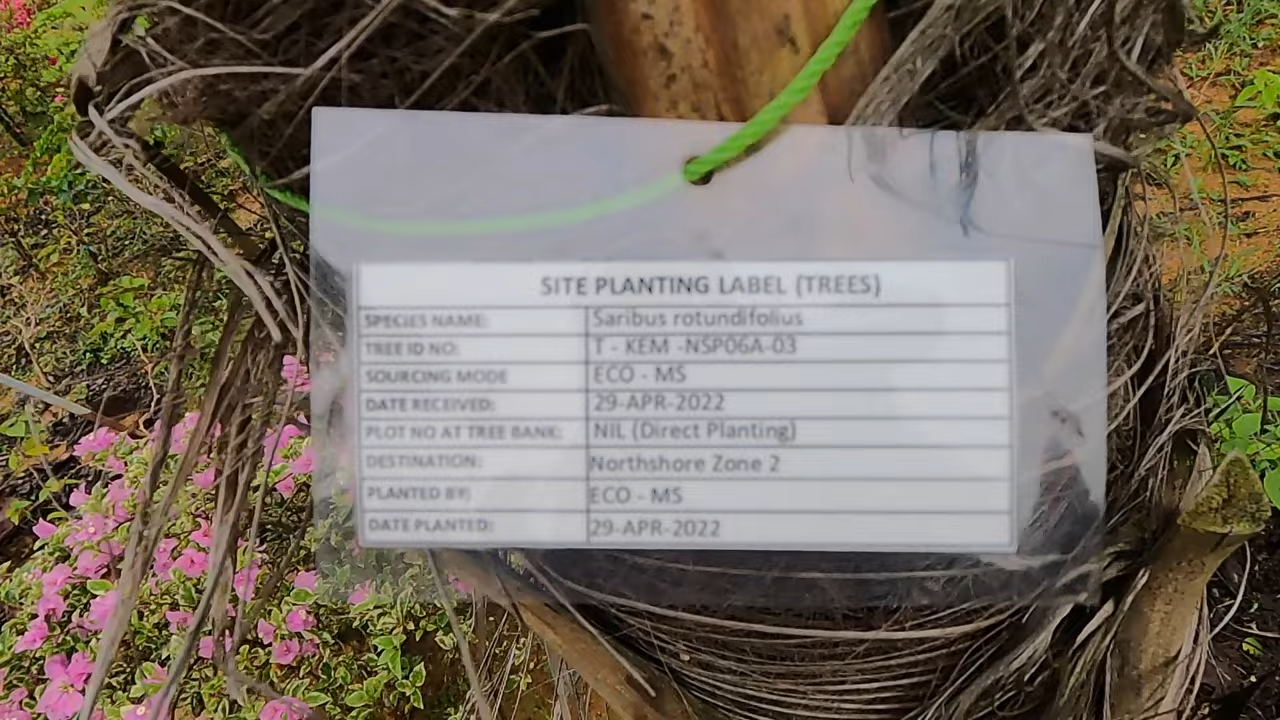 SITE PLANTING LABEL (TREES)
SPECIES NAME: Saribus rotundifolius
TREE ID NO: T - KEM -NSP06A-03
SOURCING MODE ECO - MS
DATE RECEIVED: 29-APR-2022
PLOT NO AT TREE BANK: NIL (Direct Planting)
DESTINATION: Northshore Zone 2
PLANTED BY: ECO - MS
DATE PLANTED: 29-APR-2022